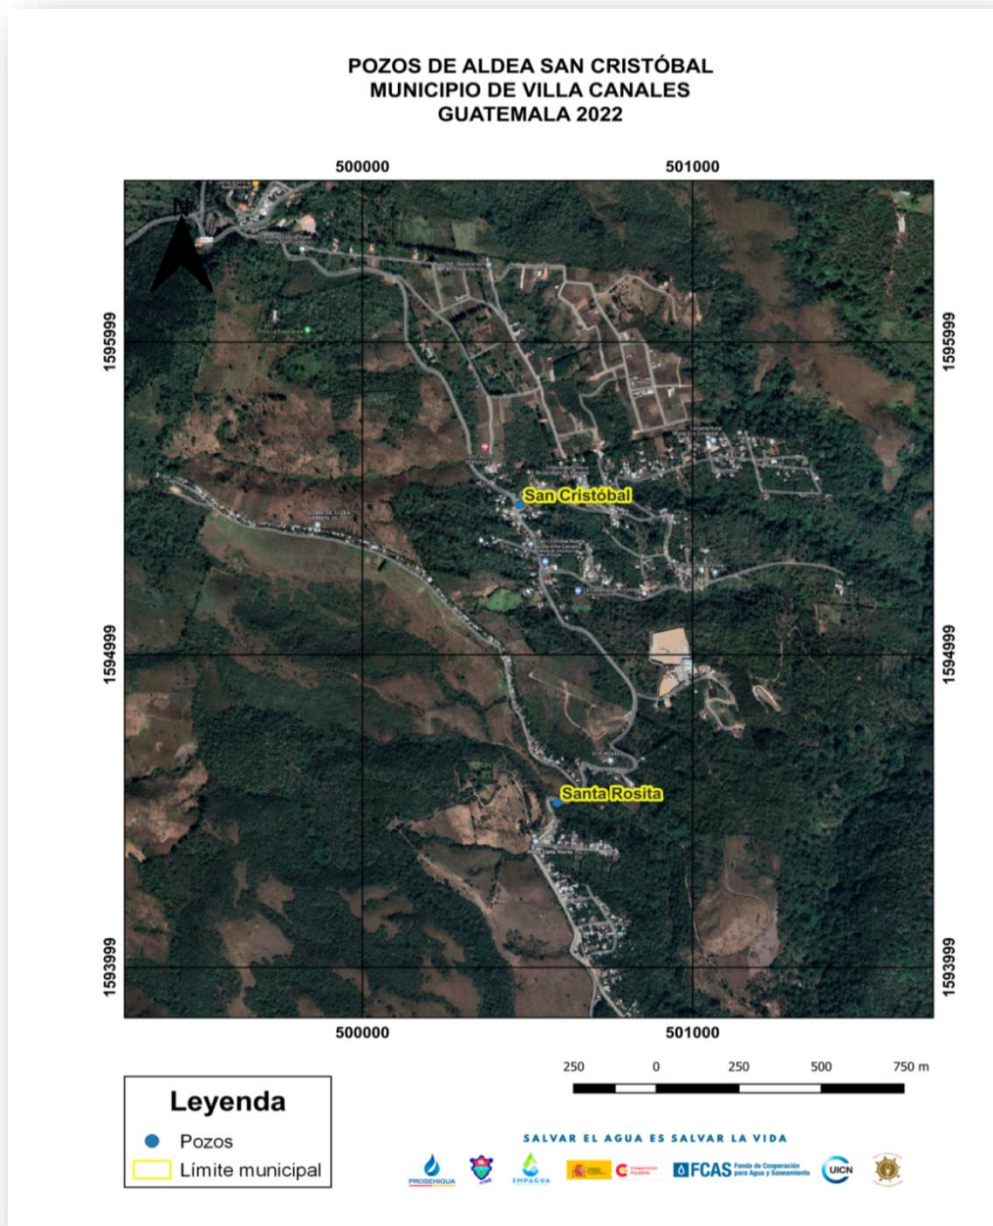 POZOS DE ALDEA SAN CRISTÓBAL
MUNICIPIO DE VILLA CANALES
GUATEMALA 2022
500000
501000
N
1595999
1595999
San Cristóbal
1594999
1594999
Santa Rosita
1593999
1593999
500000
501000
250
0
250
500
750 m
Leyenda
Pozos
Límite municipal
SALVAR EL AGUA ES SALVAR LA VIDA
PROSEHIGUA
EMPAGUA
Cooperación
Española
FCAS
Fondo de Cooperación
para Agua y Saneamiento
UICN